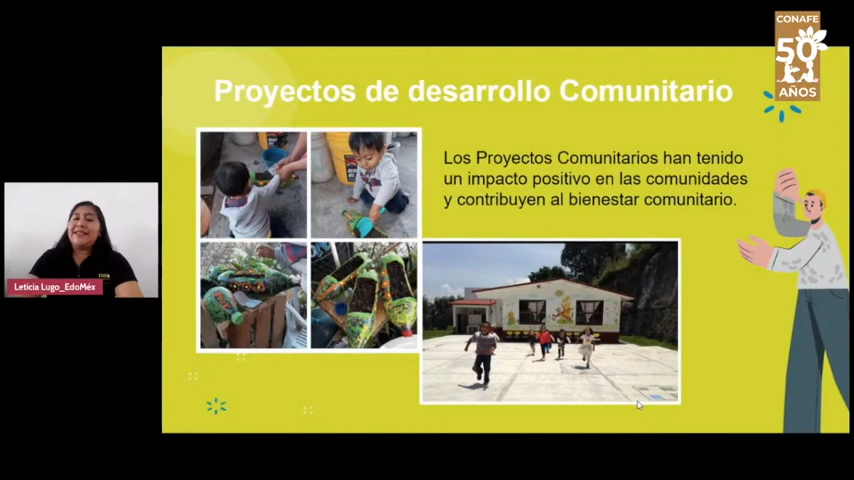 CONAFE
50
AÑOS
Proyectos de desarrollo Comunitario
Los Proyectos Comunitarios han tenido
un impacto positivo en las comunidades
y contribuyen al bienestar comunitario.
Leticia Lugo_EdoMéx